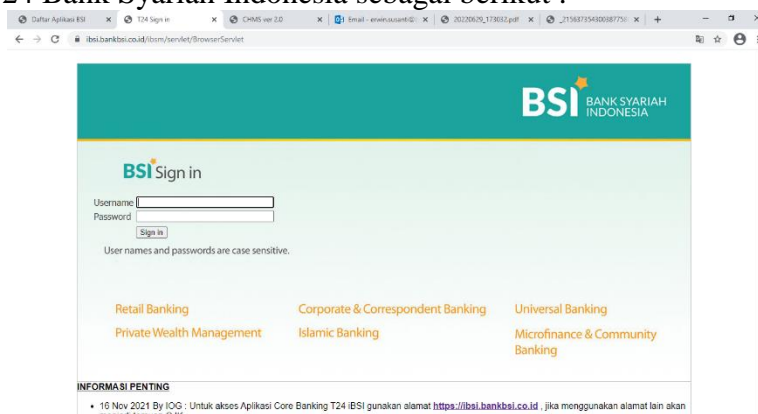 24 Bank Syariah Indonesia sebagai berikut :
Daftar Aplikasi BSI
T24 Sign in
CHMS ver 2.0
20220629_173032.pdf
ibsi.bankbsi.co.id/ibsm/servlet/BrowserServlet
BSI BANK SYARIAH
INDONESIA
BSI Sign in
Username
Password
Sign in
User names and passwords are case sensitive.
Retail Banking Corporate & Correspondent Banking Universal Banking
Private Wealth Management Islamic Banking Microfinance & Community
Banking
INFORMASI PENTING
• 16 Nov 2021 By IOG : Untuk akses Aplikasi Core Banking T24 iBSI gunakan alamat https://ibsi.bankbsi.co.id , jika menggunakan alamat lain akan